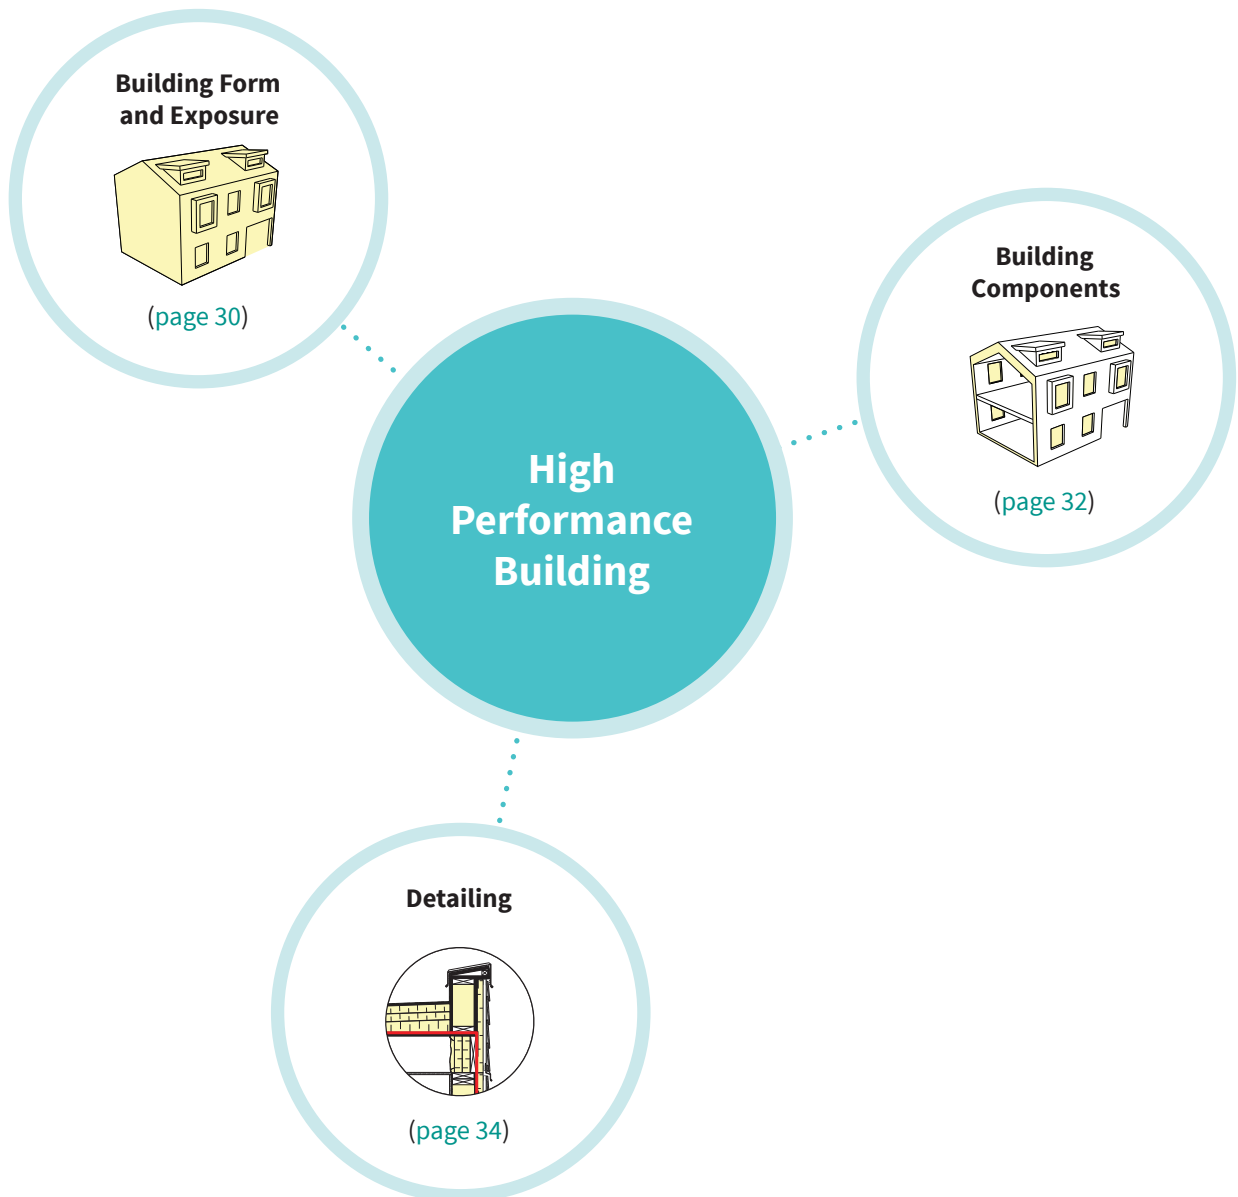 Building Form
and Exposure
(page 30)
Building
Components
(page 32)
High
Performance
Building
Detailing
(page 34)